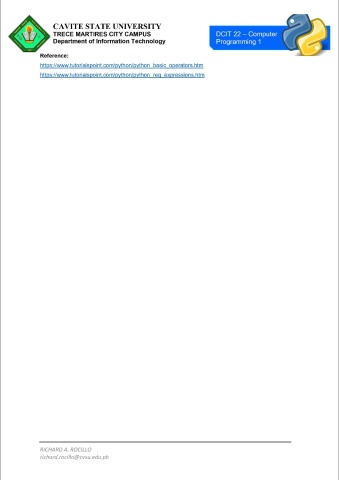 CAVITE STATE UNIVERSITY
TRECE MARTIRES CITY CAMPUS
Department of Information Technology
DCIT 22 – Computer
Programming 1
Reference:
https://www.tutorialspoint.com/python/python_basic_operators.htm
https://www.tutorialspoint.com/python/python_reg_expressions.htm
RICHARD A. ROCILLO
richard.rocillo@cvsu.edu.ph